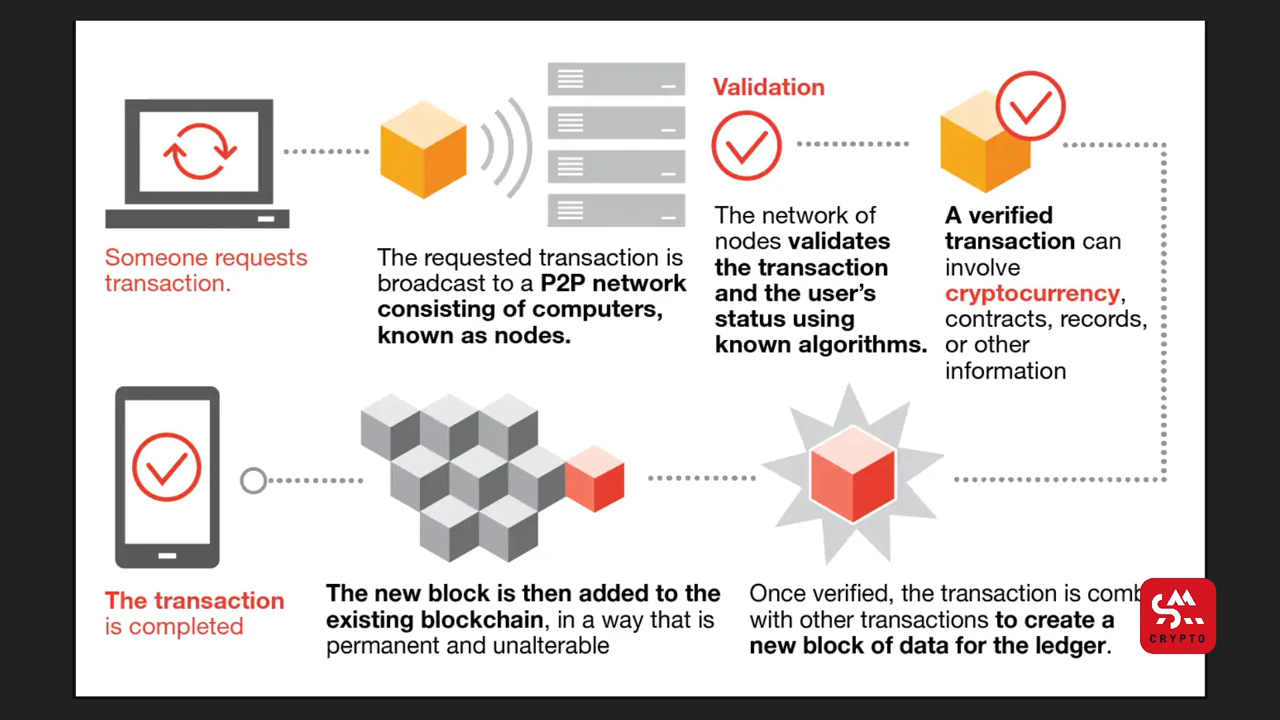 Someone requests
transaction.
The requested transaction is
broadcast to a P2P network
consisting of computers,
known as nodes.
Validation
The network of
nodes validates
the transaction
and the user's
status using
known algorithms.
A verified
transaction can
involve
cryptocurrency,
contracts, records,
or other
information
Once verified, the transaction is
with other transactions to create a
new block of data for the ledger.
The new block is then added to the
existing blockchain, in a way that is
permanent and unalterable
The transaction
is completed
SMM
CRYPTO